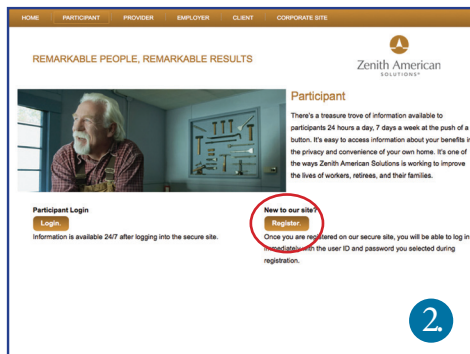 HOME PARTICIPANT PROVIDER EMPLOYER CLIENT CORPORATE SITE
REMARKABLE PEOPLE, REMARKABLE RESULTS
Zenith American
SOLUTIONS
Participant
There's a treasure trove of information available to
participants 24 hours a day, 7 days a week at the push of a
button. It's easy to access information about your benefits in
the privacy and convenience of your own home. It's one of
the ways Zenith American Solutions is working to improve
the lives of workers, retirees, and their families.
Participant Login
Login.
Information is available 24/7 after logging into the secure site.
New to our site?
Register.
Once you are registered on our secure site, you will be able to log in
immediately with the user ID and password you selected during
registration.
2.